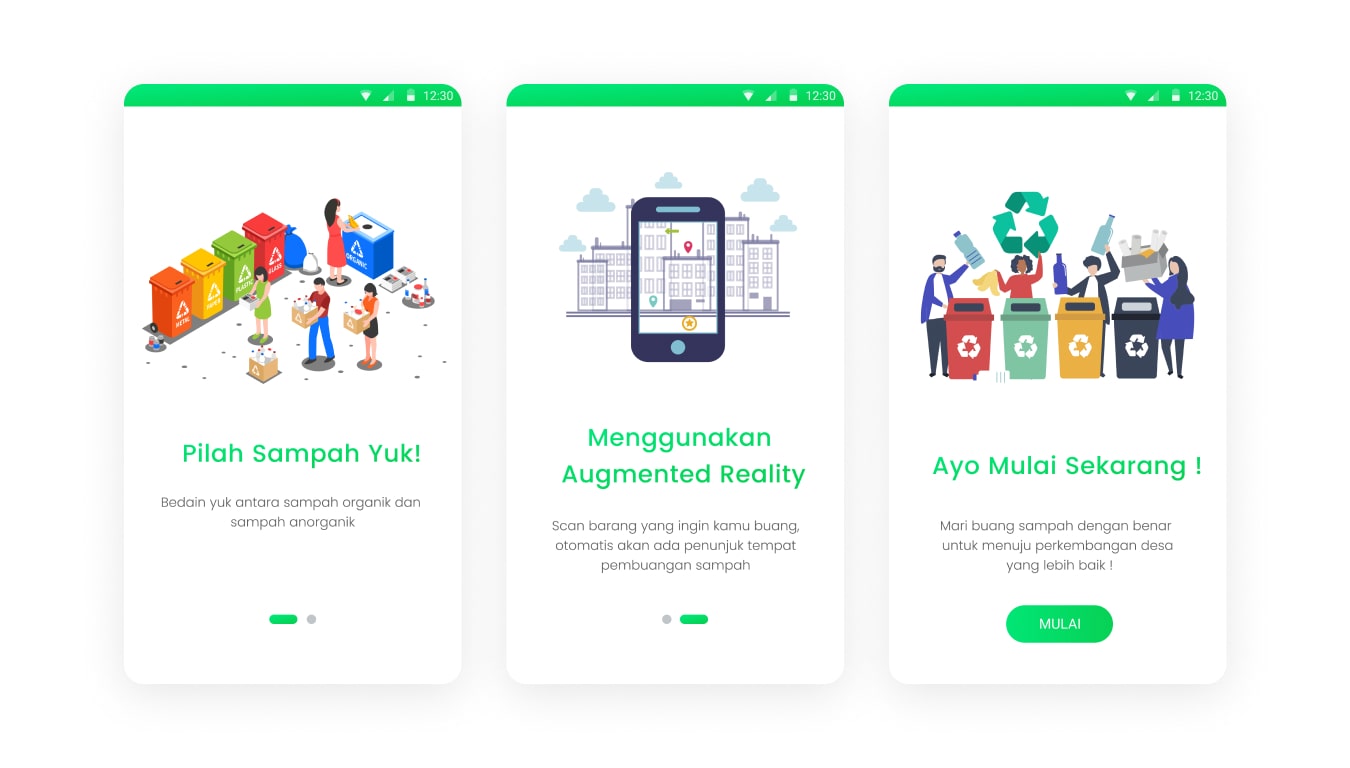 12:30
METAL
PAPER
PLASTIC
GLASS
ORGANIC
Pilah Sampah Yuk!
Bedain yuk antara sampah organik dan
sampah anorganik
12:30
Menggunakan
Augmented Reality
Scan barang yang ingin kamu buang,
otomatis akan ada penunjuk tempat
pembuangan sampah
12:30
Ayo Mulai Sekarang !
Mari buang sampah dengan benar
untuk menuju perkembangan desa
yang lebih baik !
MULAI